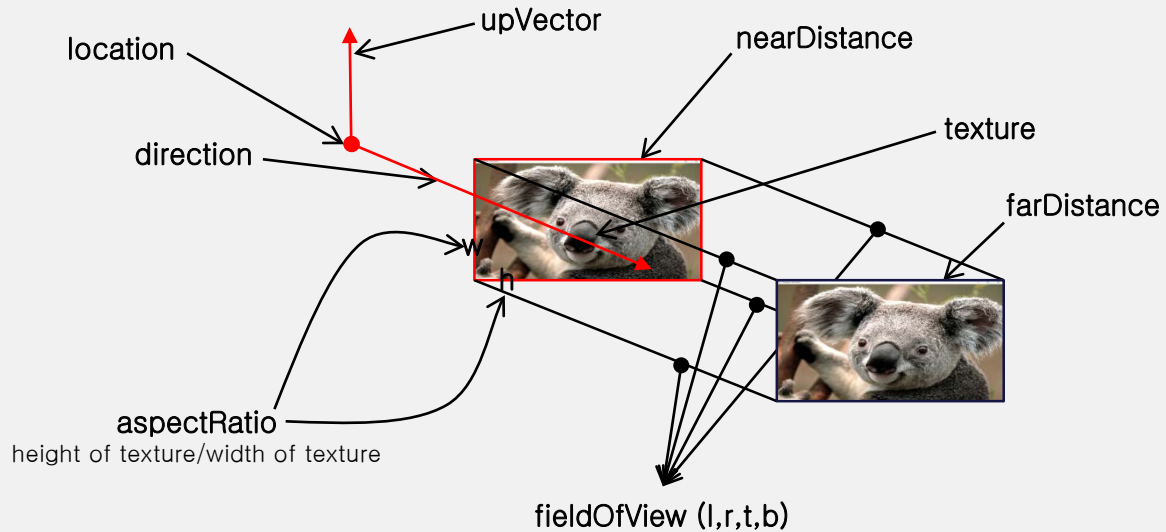 upVector
location
nearDistance
texture
direction
farDistance
w
h
aspectRatio
height of texture/width of texture
fieldOfView (l,r,t,b)